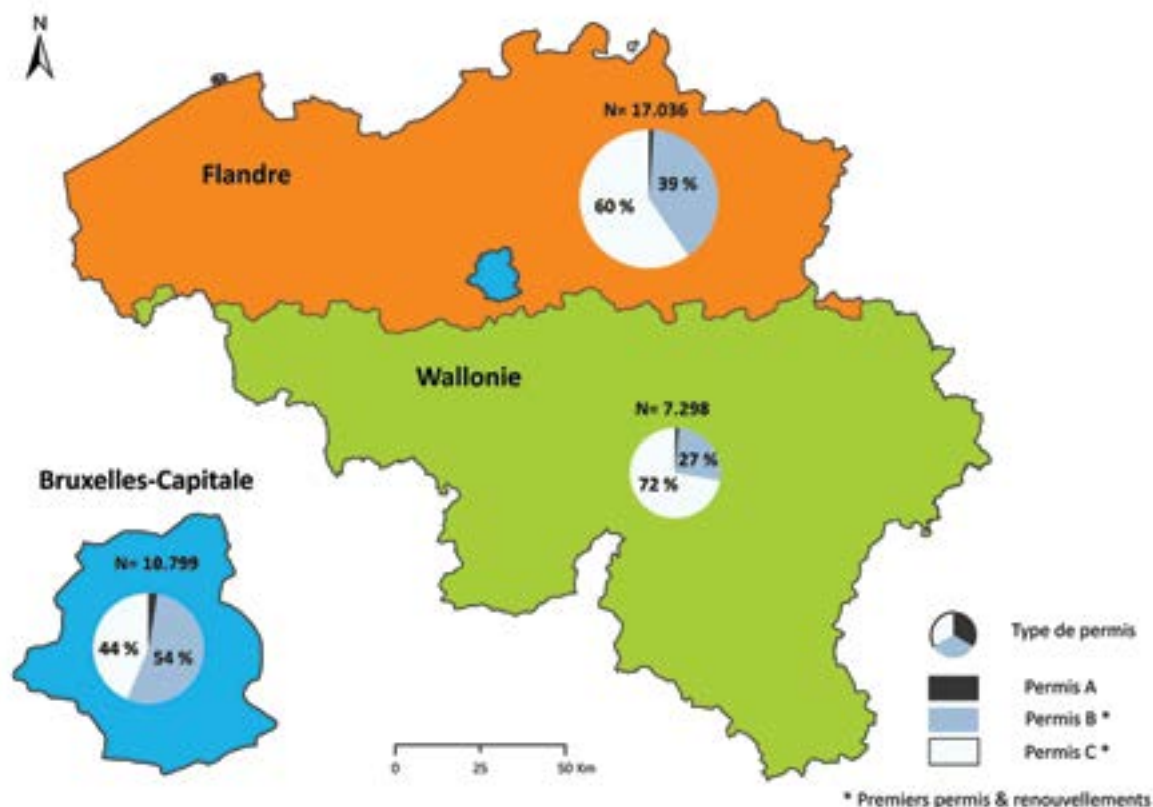 N
N= 17.036
Flandre
39 %
60 %
Wallonie
N= 7.298
27 %
72 %
Bruxelles-Capitale
N= 10.799
44 %
54 %
Type de permis
Permis A
Permis B *
Permis C *
0 25 50 Km
* Premiers permis & renouvellements